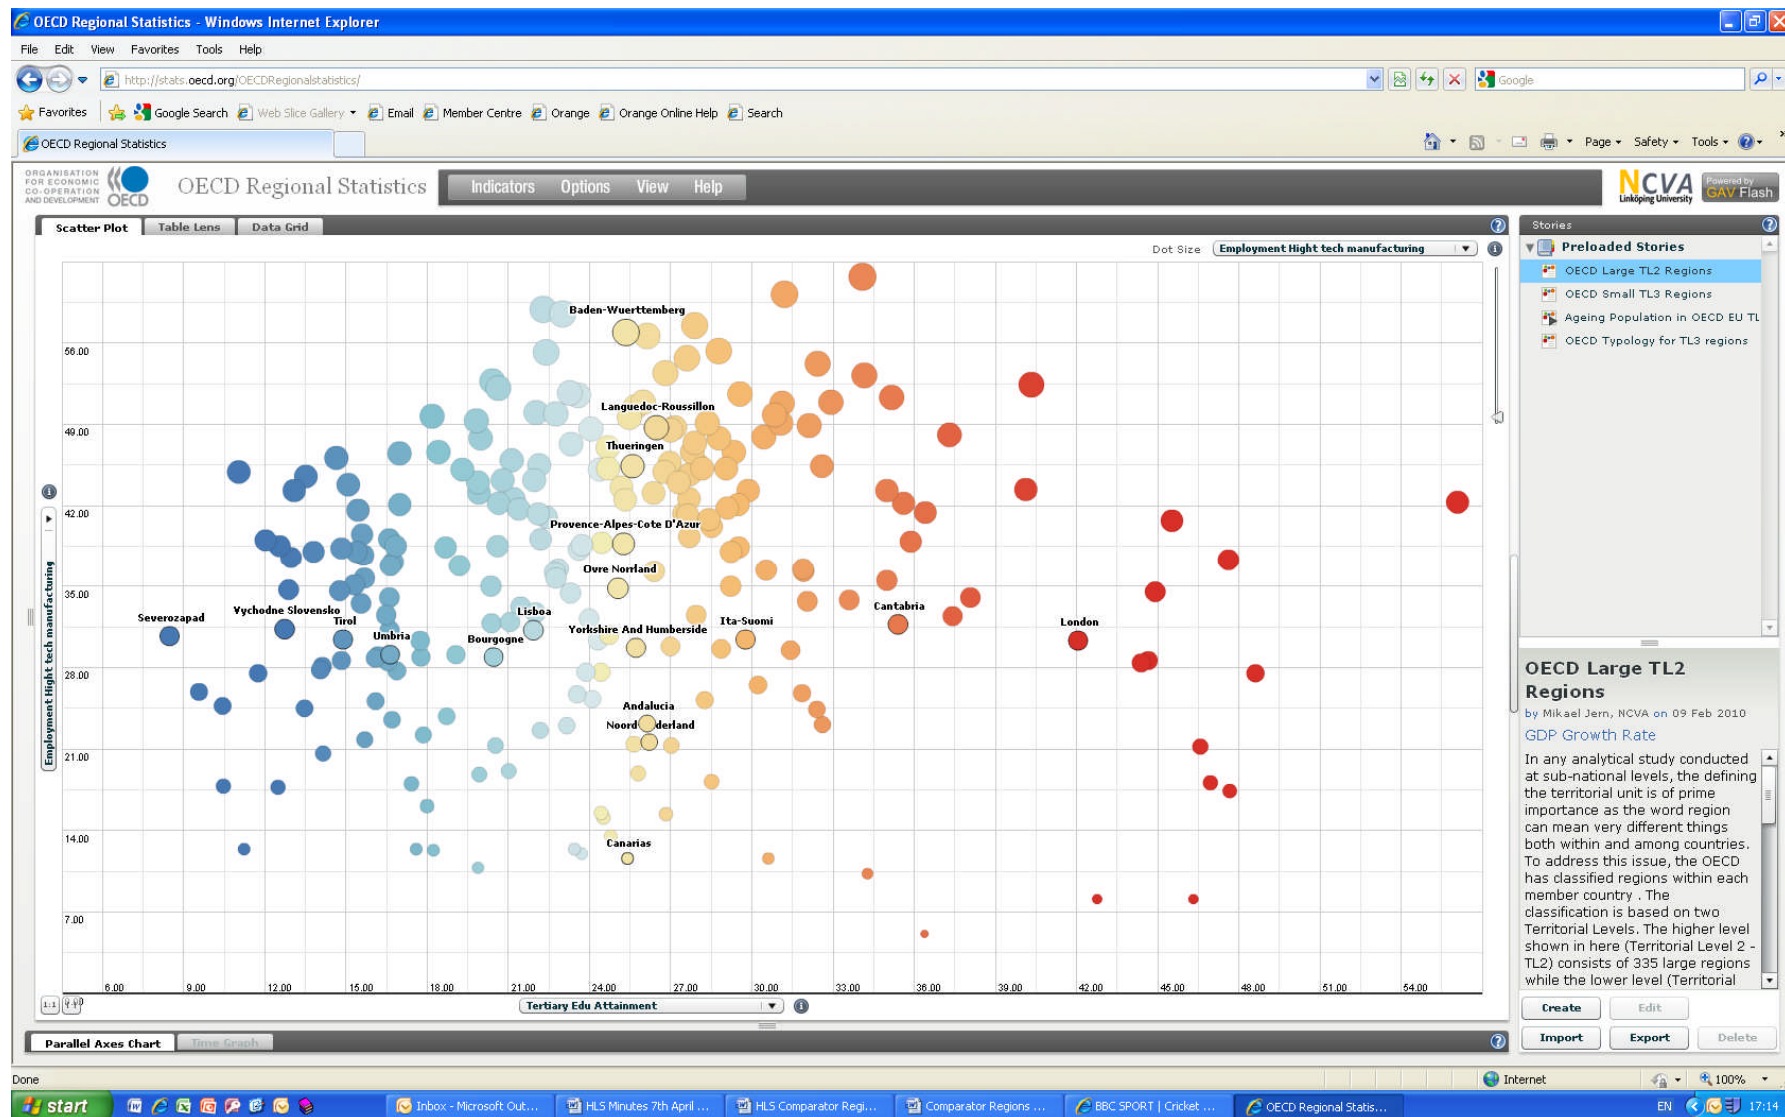 OECD Regional Statistics - Windows Internet Explorer
File Edit View Favorites Tools Help
http://stats.oecd.org/OECDRegionalstatistics/
Google
Favorites Google Search Web Slice Gallery Email Member Centre Orange Orange Online Help Search
OECD Regional Statistics
Page Safety Tools
ORGANISATION
FOR ECONOMIC
CO-OPERATION
AND DEVELOPMENT
OECD
OECD Regional Statistics
Indicators Options View Help
NCVA
Linköping University
Powered by
GAV Flash
Scatter Plot Table Lens Data Grid
Dot Size Employment Hight tech manufacturing
Baden-Wuerttemberg
56.00
Languedoc-Roussillon
49.00
Thueringen
42.00
Provence-Alpes-Cote D'Azur
Ovre Norrland
35.00
Severozapad
Vychodne Slovensko
Tirol
Umbria
Bourgogne
Lisboa
Yorkshire And Humberside
Ita-Suomi
Cantabria
London
28.00
Andalucia
21.00
14.00
Canarias
7.00
Employment Hight tech manufacturing
1:1
6.00 9.00 12.00 15.00 18.00 21.00 24.00 27.00 30.00 33.00 36.00 39.00 42.00 45.00 48.00 51.00 54.00
Tertiary Edu Attainment
Parallel Axes Chart Time Graph
Stories
Preloaded Stories
OECD Large TL2 Regions
OECD Small TL3 Regions
Ageing Population in OECD EU TL
OECD Typology for TL3 regions
OECD Large TL2
Regions
by Mikael Jern, NCVA on 09 Feb 2010
GDP Growth Rate
In any analytical study conducted
at sub-national levels, the defining
the territorial unit is of prime
importance as the word region
can mean very different things
both within and among countries.
To address this issue, the OECD
has classified regions within each
member country . The
classification is based on two
Territorial Levels. The higher level
shown in here (Territorial Level 2 -
TL2) consists of 335 large regions
while the lower level (Territorial
Create Edit
Import Export Delete
Done
Internet
100%
start
Inbox - Microsoft Out...
HLS Minutes 7th April ...
HLS Comparator Regi...
Comparator Regions ...
BBC SPORT | Cricket ...
OECD Regional Statis...
EN
17:14